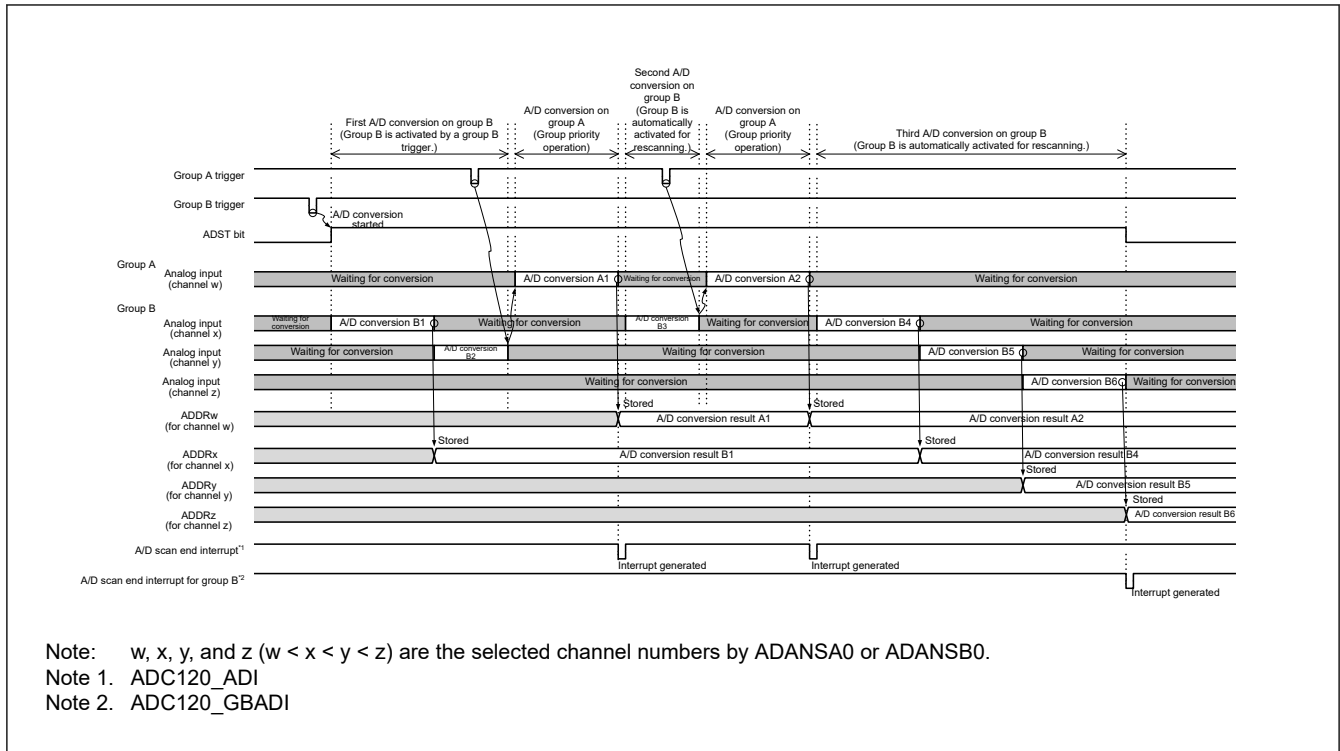 Second A/D
conversion on
group B
(Group B is
automatically
activated for
rescanning.)
First A/D conversion on group B
(Group B is activated by a group B
trigger.)
A/D conversion on
group A
(Group priority
operation)
A/D conversion on
group A
(Group priority
operation)
Third A/D conversion on group B
(Group B is automatically activated for rescanning.)
Group A trigger
Group B trigger
A/D conversion
started
ADST bit
Group A
Analog input
(channel w)
Waiting for conversion
A/D conversion A1
Waiting for conversion
A/D conversion A2
Waiting for conversion
Group B
Analog input
(channel x)
Waiting for
conversion
A/D conversion B1
Waiting for conversion
A/D conversion
B3
Waiting for conversion
A/D conversion B4
Waiting for conversion
Analog input
(channel y)
Waiting for conversion
A/D conversion
B2
Waiting for conversion
A/D conversion B5
Waiting for conversion
Analog input
(channel z)
Waiting for conversion
A/D conversion B6
Waiting for conversion
Stored
Stored
ADDRw
(for channel w)
A/D conversion result A1
A/D conversion result A2
Stored
Stored
ADDRx
(for channel x)
A/D conversion result B1
A/D conversion result B4
Stored
ADDRy
(for channel y)
A/D conversion result B5
Stored
ADDRz
(for channel z)
A/D conversion result B6
A/D scan end interrupt*1
Interrupt generated
Interrupt generated
A/D scan end interrupt for group B*2
Interrupt generated
Note: w, x, y, and z (w < x < y < z) are the selected channel numbers by ADANSA0 or ADANSB0.
Note 1. ADC120_ADI
Note 2. ADC120_GBADI